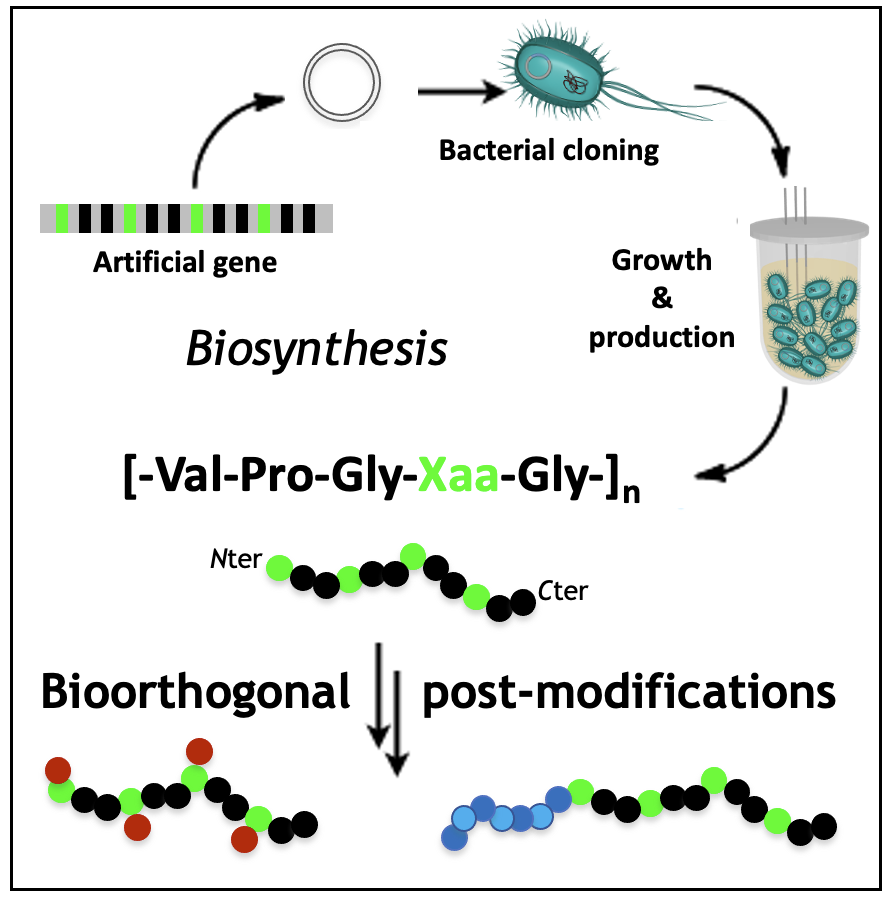 Bacterial cloning
Artificial gene
Growth
&
production
Biosynthesis
[-Val-Pro-Gly-Xaa-Gly-]n
Nter
Cter
Bioorthogonal post-modifications